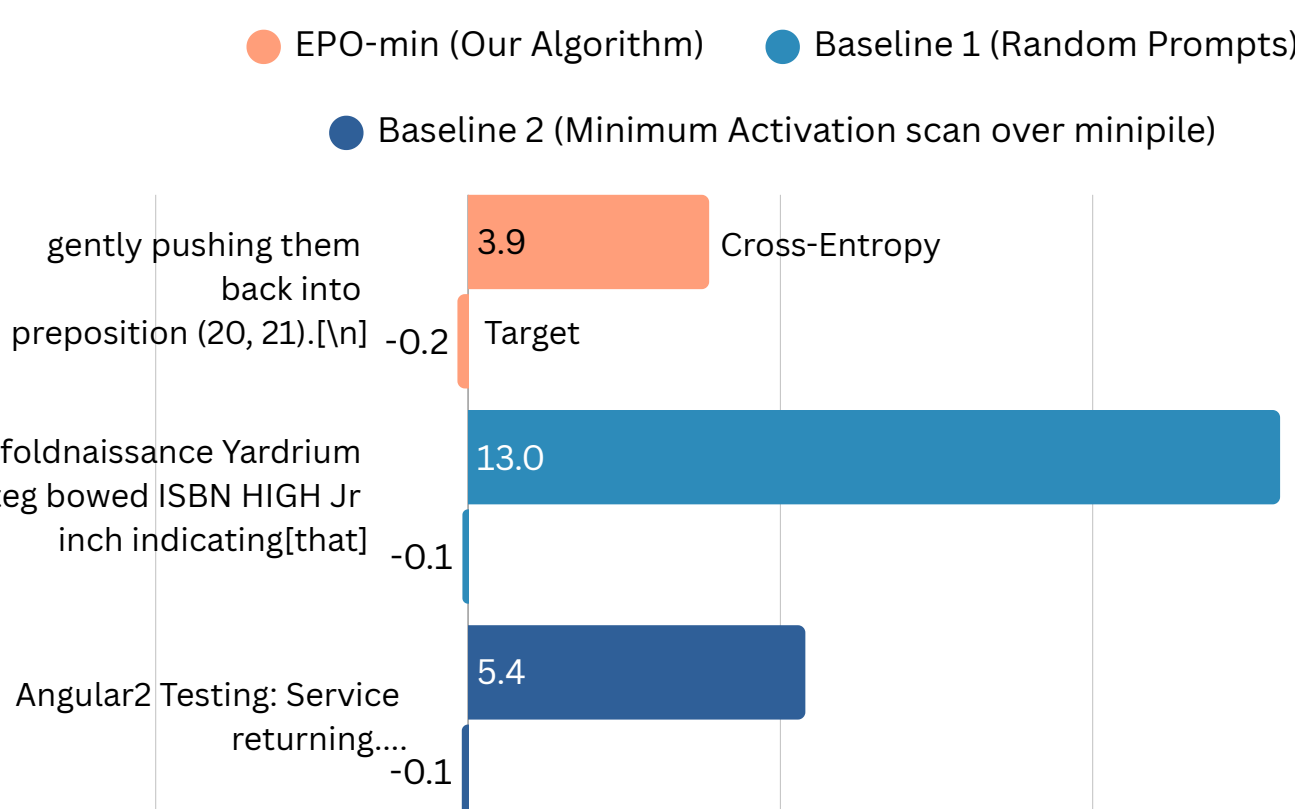 EPO-min (Our Algorithm)
Baseline 1 (Random Prompts)
Baseline 2 (Minimum Activation scan over minipile)
gently pushing them
back into
preposition (20, 21).[\n]
3.9
Cross-Entropy
-0.2
Target
foldnaissance Yardrium
bowed ISBN HIGH Jr
inch indicating[that]
13.0
-0.1
Angular2 Testing: Service
returning....
5.4
-0.1